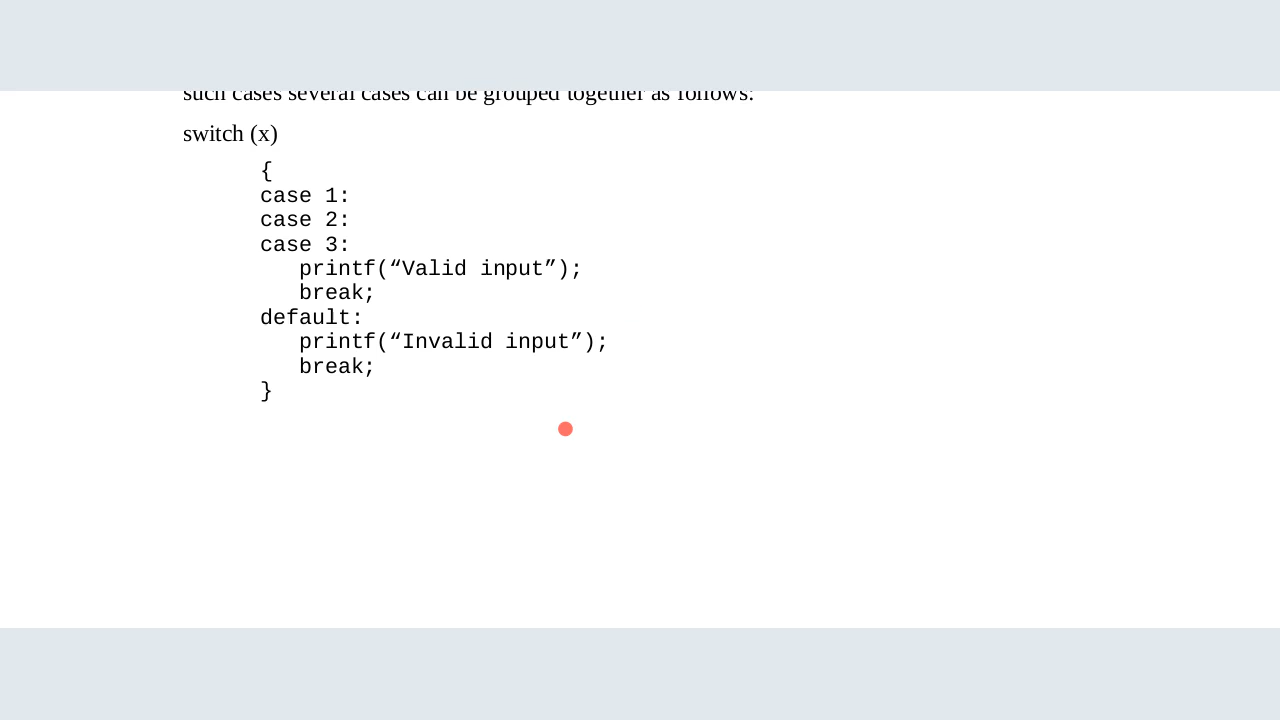 such cases several cases can be grouped together as follows:
switch (x)
{
case 1:
case 2:
case 3:
printf(“Valid input”);
break;
default:
printf(“Invalid input”);
break;
}